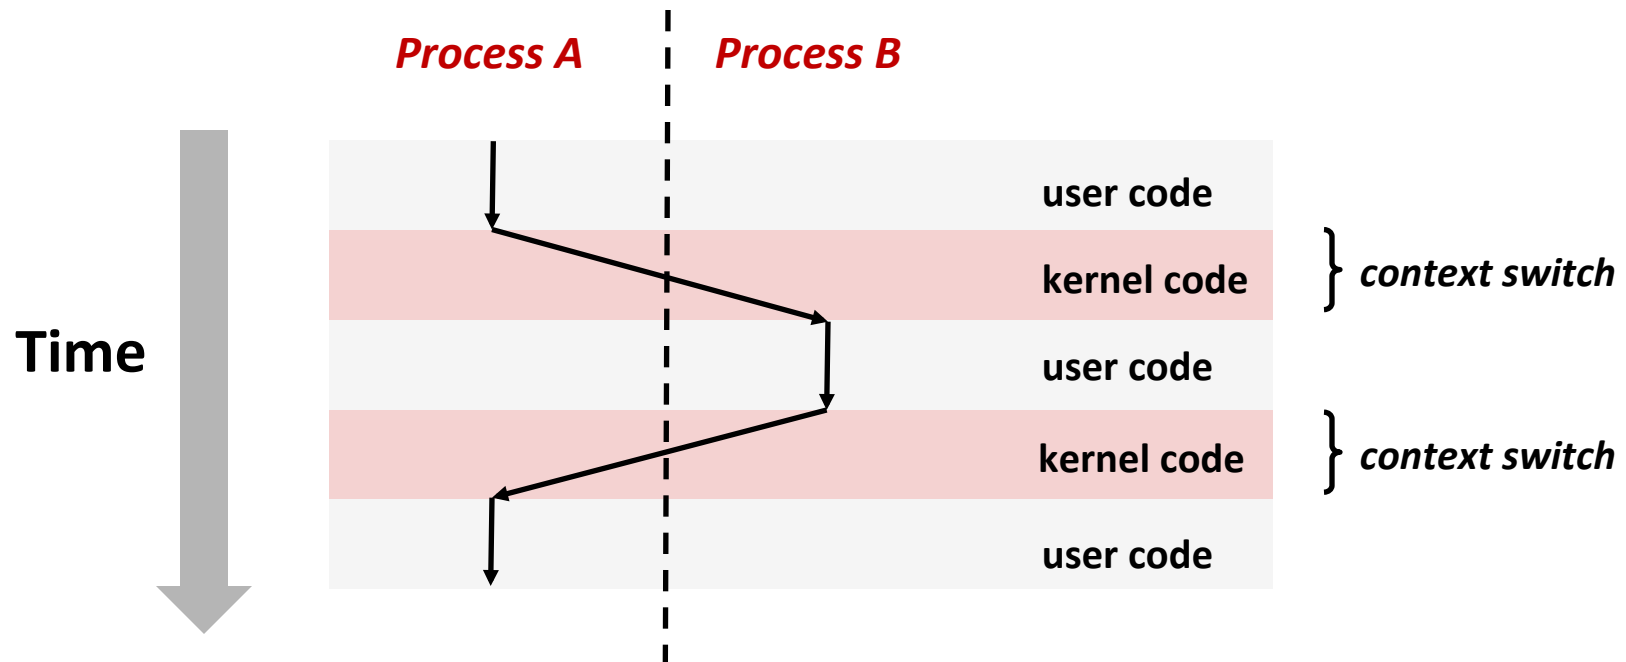 Process A
Process B
user code
kernel code
context switch
Time
user code
kernel code
context switch
user code